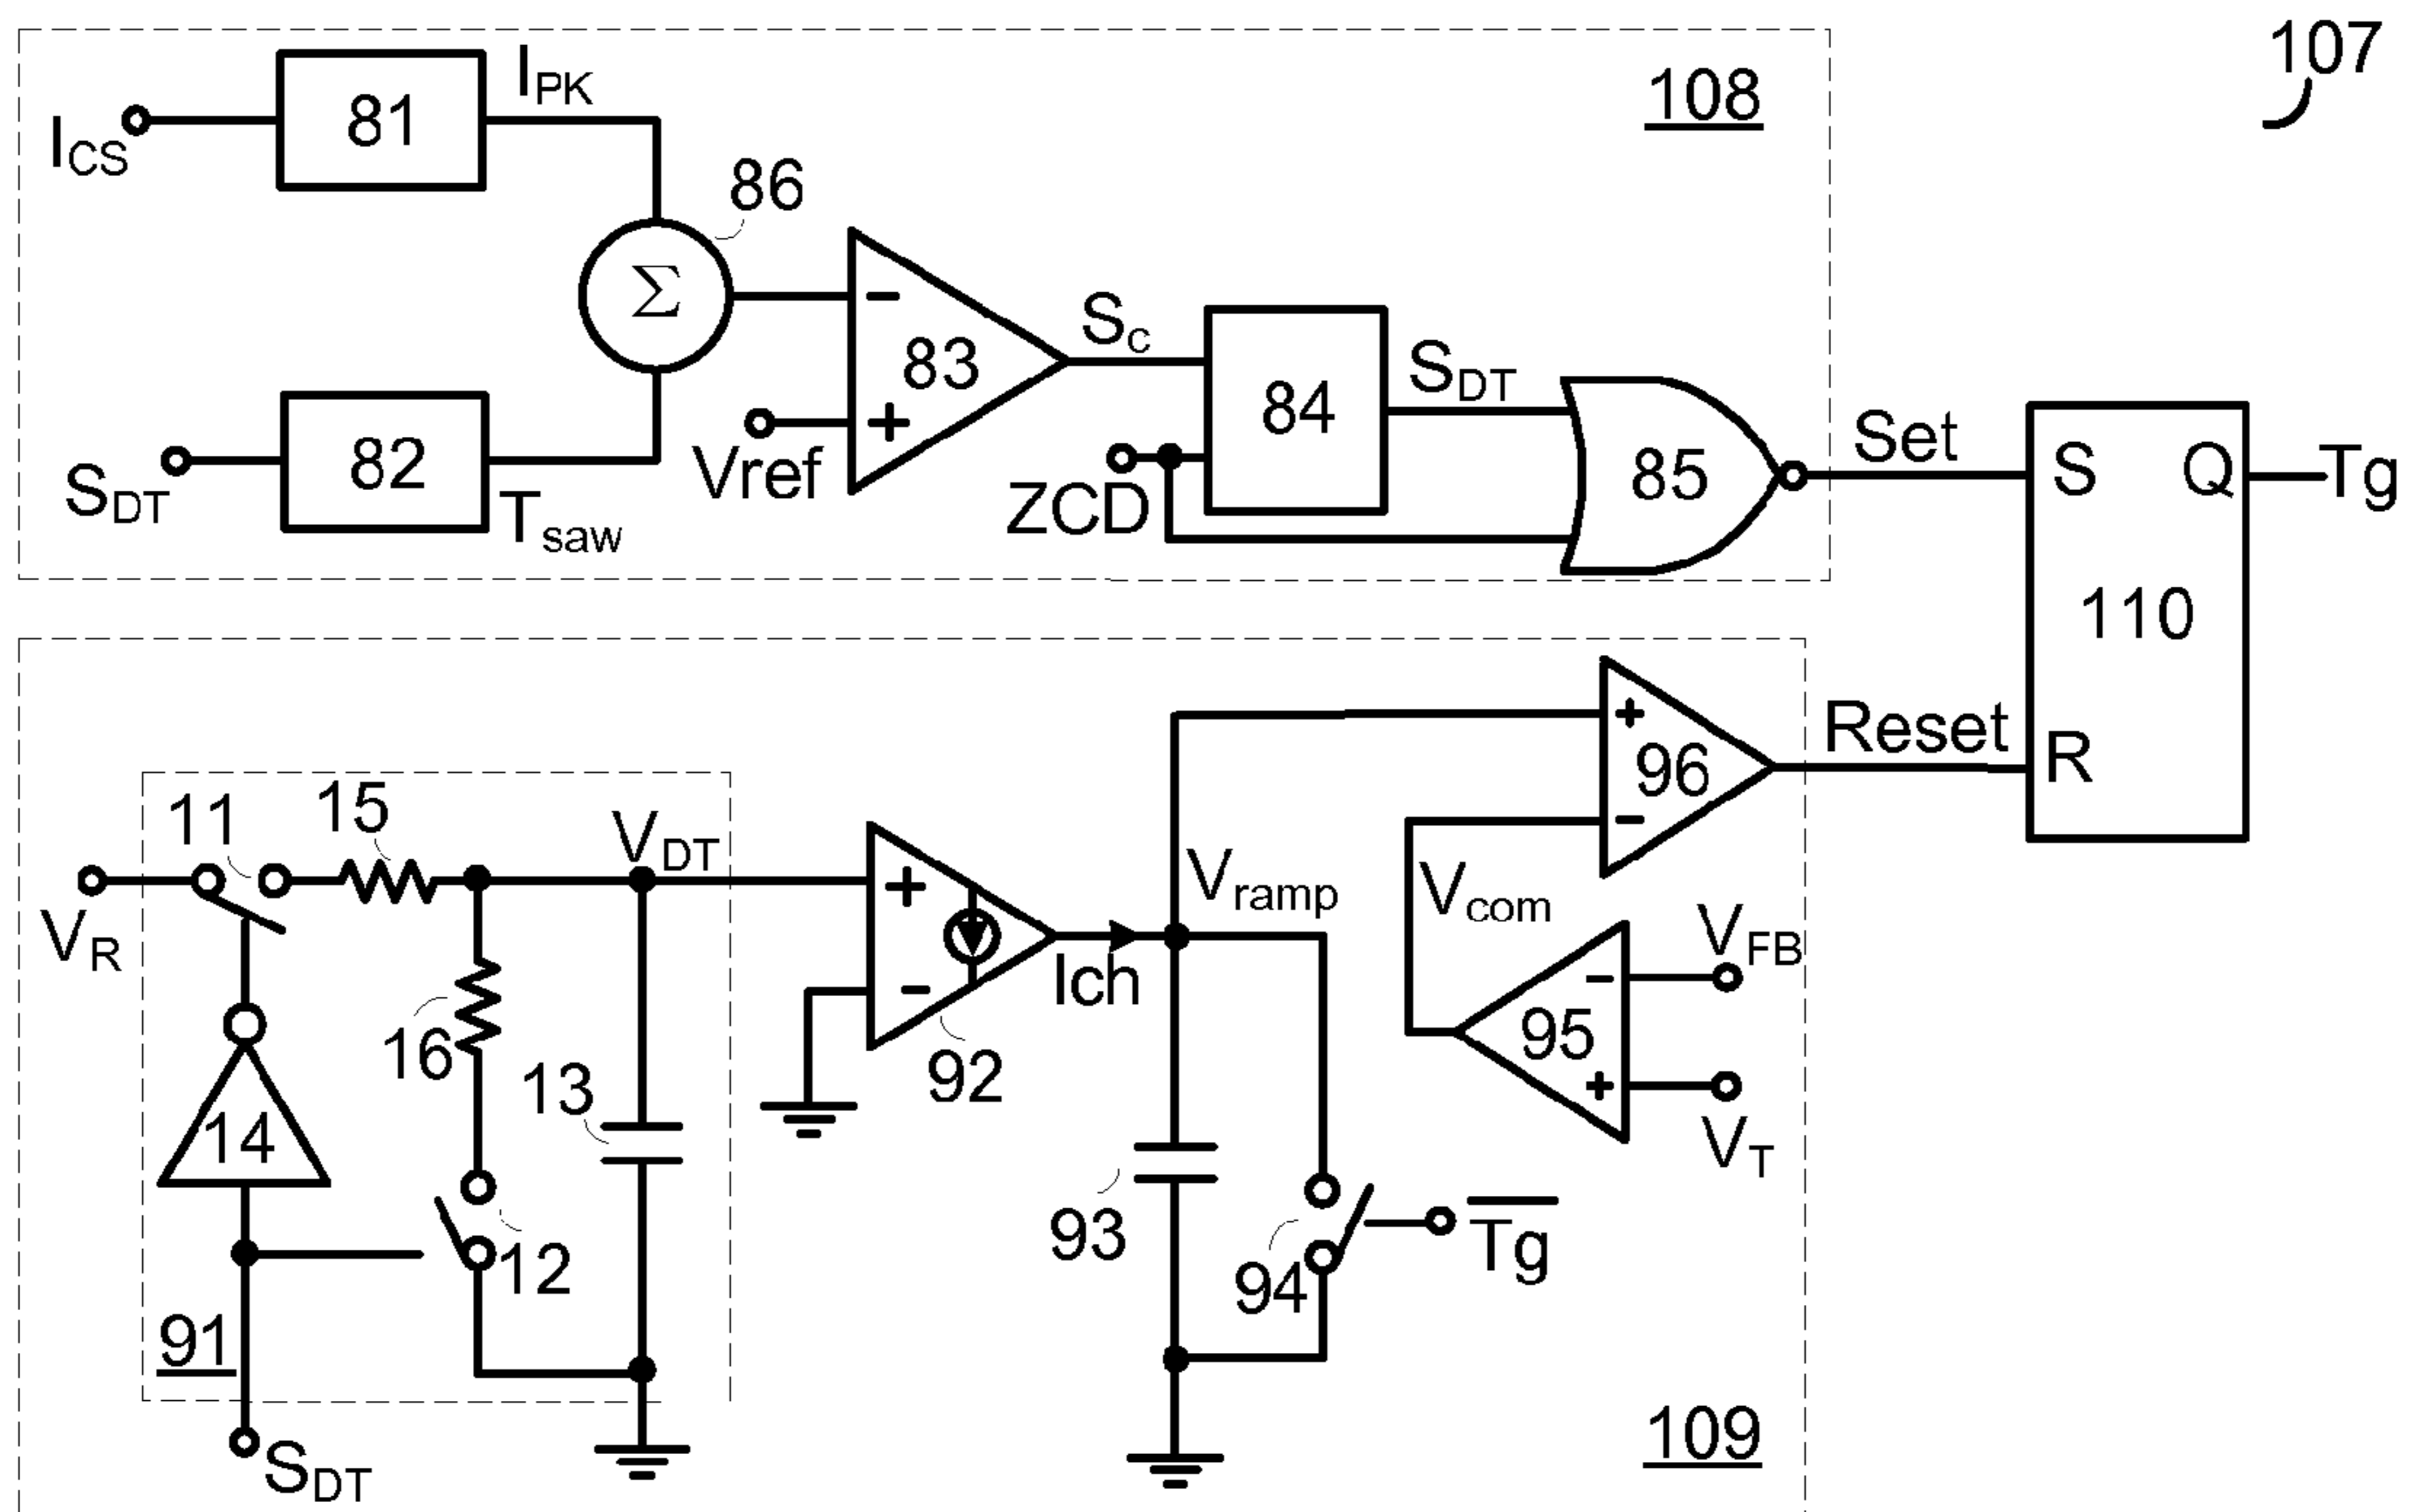 107
108
I_PK
I_CS
81
86
Σ
-
83
+
Vref
S_C
84
S_DT
ZCD
85
Set
S
Q
Tg
S_DT
82
T_saw
110
R
Reset
+
96
-
11
15
V_DT
V_R
+
-
92
Ich
V_ramp
V_com
V_FB
-
95
+
V_T
16
13
14
12
93
94
T̅g̅
91
S_DT
109